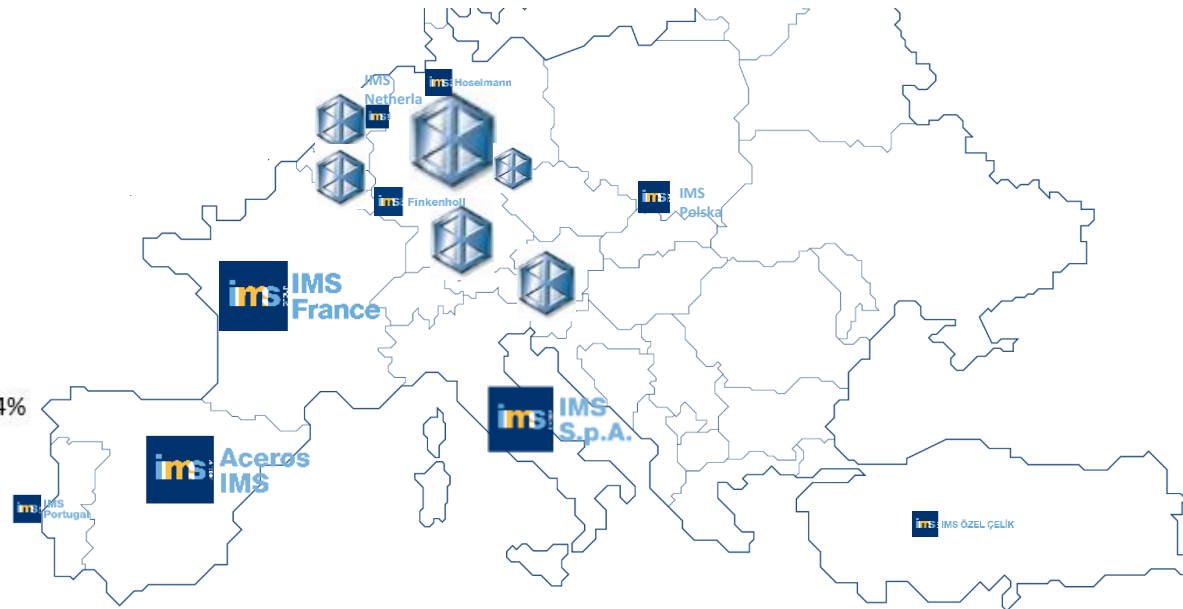 IMS
Netherla
ims
ims Hoselmann
ims Finkenholl
ims
IMS
Polska
ims
IMS
France
4%
ims
IMS
S.p.A.
ims
Aceros
IMS
ims
IMS
Portugal
ims IMS ÖZEL ÇELİK